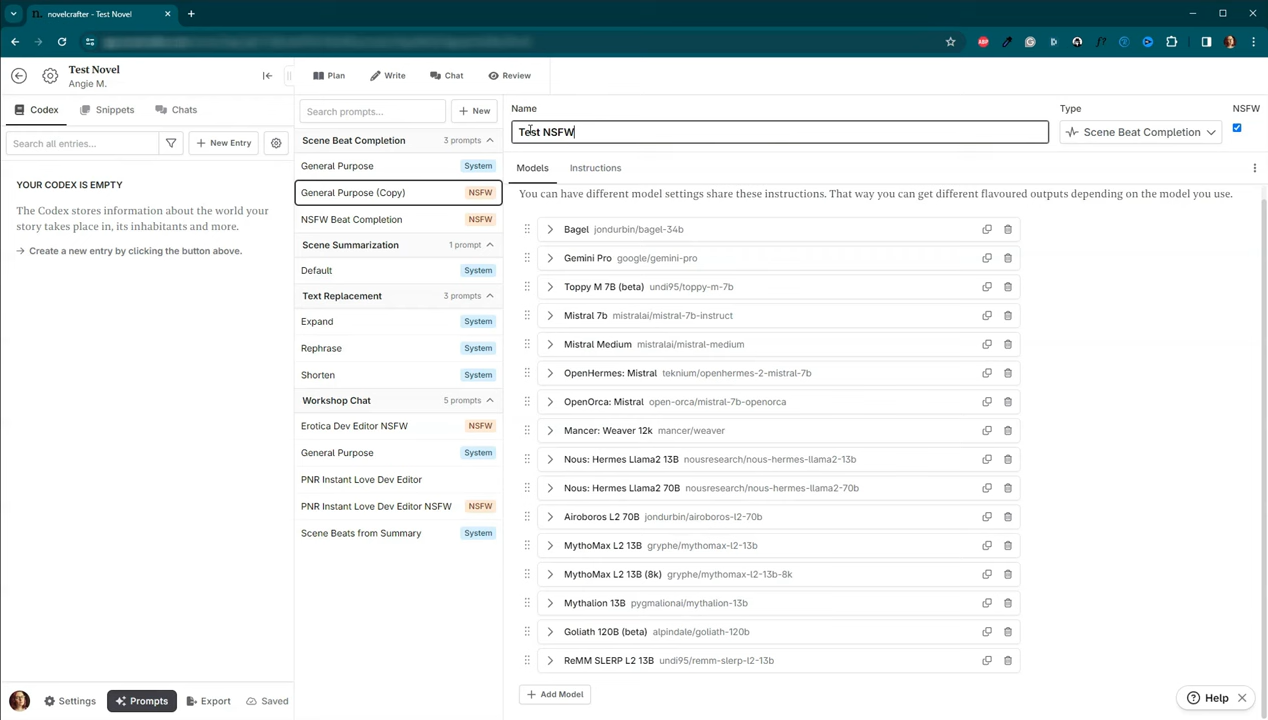 novelcrafter - Test Novel
Test Novel
Angie M.
Plan
Write
Chat
Review
Codex
Snippets
Chats
Search all entries...
+ New Entry
YOUR CODEX IS EMPTY
The Codex stores information about the world your
story takes place in, its inhabitants and more.
→ Create a new entry by clicking the button above.
Search prompts...
+ New
Scene Beat Completion 3 prompts
General Purpose System
General Purpose (Copy) NSFW
NSFW Beat Completion NSFW
Scene Summarization 1 prompt
Default System
Text Replacement 3 prompts
Expand System
Rephrase System
Shorten System
Workshop Chat 5 prompts
Erotica Dev Editor NSFW NSFW
General Purpose System
PNR Instant Love Dev Editor
PNR Instant Love Dev Editor NSFW NSFW
Scene Beats from Summary System
Name
Type
NSFW
Test NSFW
Scene Beat Completion
Models
Instructions
You can have different model settings share these instructions. That way you can get different flavoured outputs depending on the model you use.
Bagel jondurbin/bagel-34b
Gemini Pro google/gemini-pro
Toppy M 7B (beta) undi95/toppy-m-7b
Mistral 7b mistralai/mistral-7b-instruct
Mistral Medium mistralai/mistral-medium
OpenHermes: Mistral teknium/openhermes-2-mistral-7b
OpenOrca: Mistral open-orca/mistral-7b-openorca
Mancer: Weaver 12k mancer/weaver
Nous: Hermes Llama2 13B nousresearch/nous-hermes-llama2-13b
Nous: Hermes Llama2 70B nousresearch/nous-hermes-llama2-70b
Airoboros L2 70B jondurbin/airoboros-l2-70b
MythoMax L2 13B gryphe/mythomax-l2-13b
MythoMax L2 13B (8k) gryphe/mythomax-l2-13b-8k
Mythalion 13B pygmalionai/mythalion-13b
Goliath 120B (beta) alpindale/goliath-120b
ReMM SLERP L2 13B undi95/remm-slerp-l2-13b
+ Add Model
Settings
Prompts
Export
Saved
Help